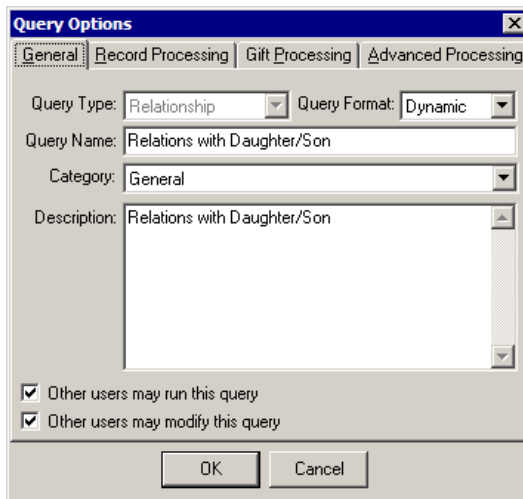 Query Options
General Record Processing Gift Processing Advanced Processing
Query Type: Relationship Query Format: Dynamic
Query Name: Relations with Daughter/Son
Category: General
Description: Relations with Daughter/Son
Other users may run this query
Other users may modify this query
OK Cancel